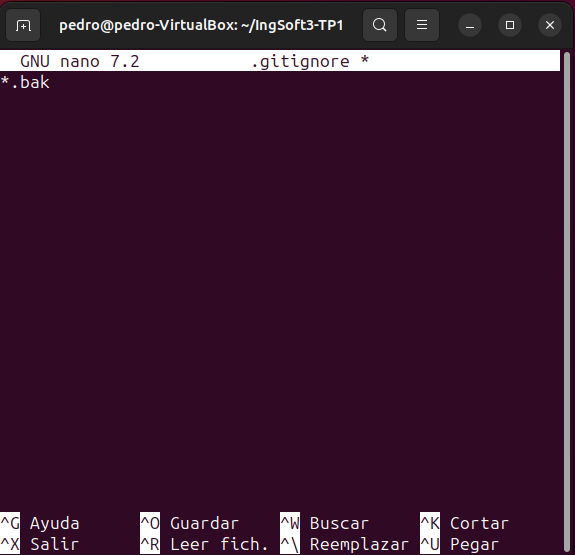 pedro@pedro-VirtualBox: ~/IngSoft3-TP1
GNU nano 7.2 .gitignore *
*.bak
^G Ayuda ^O Guardar ^W Buscar ^K Cortar
^X Salir ^R Leer fich. ^\ Reemplazar ^U Pegar